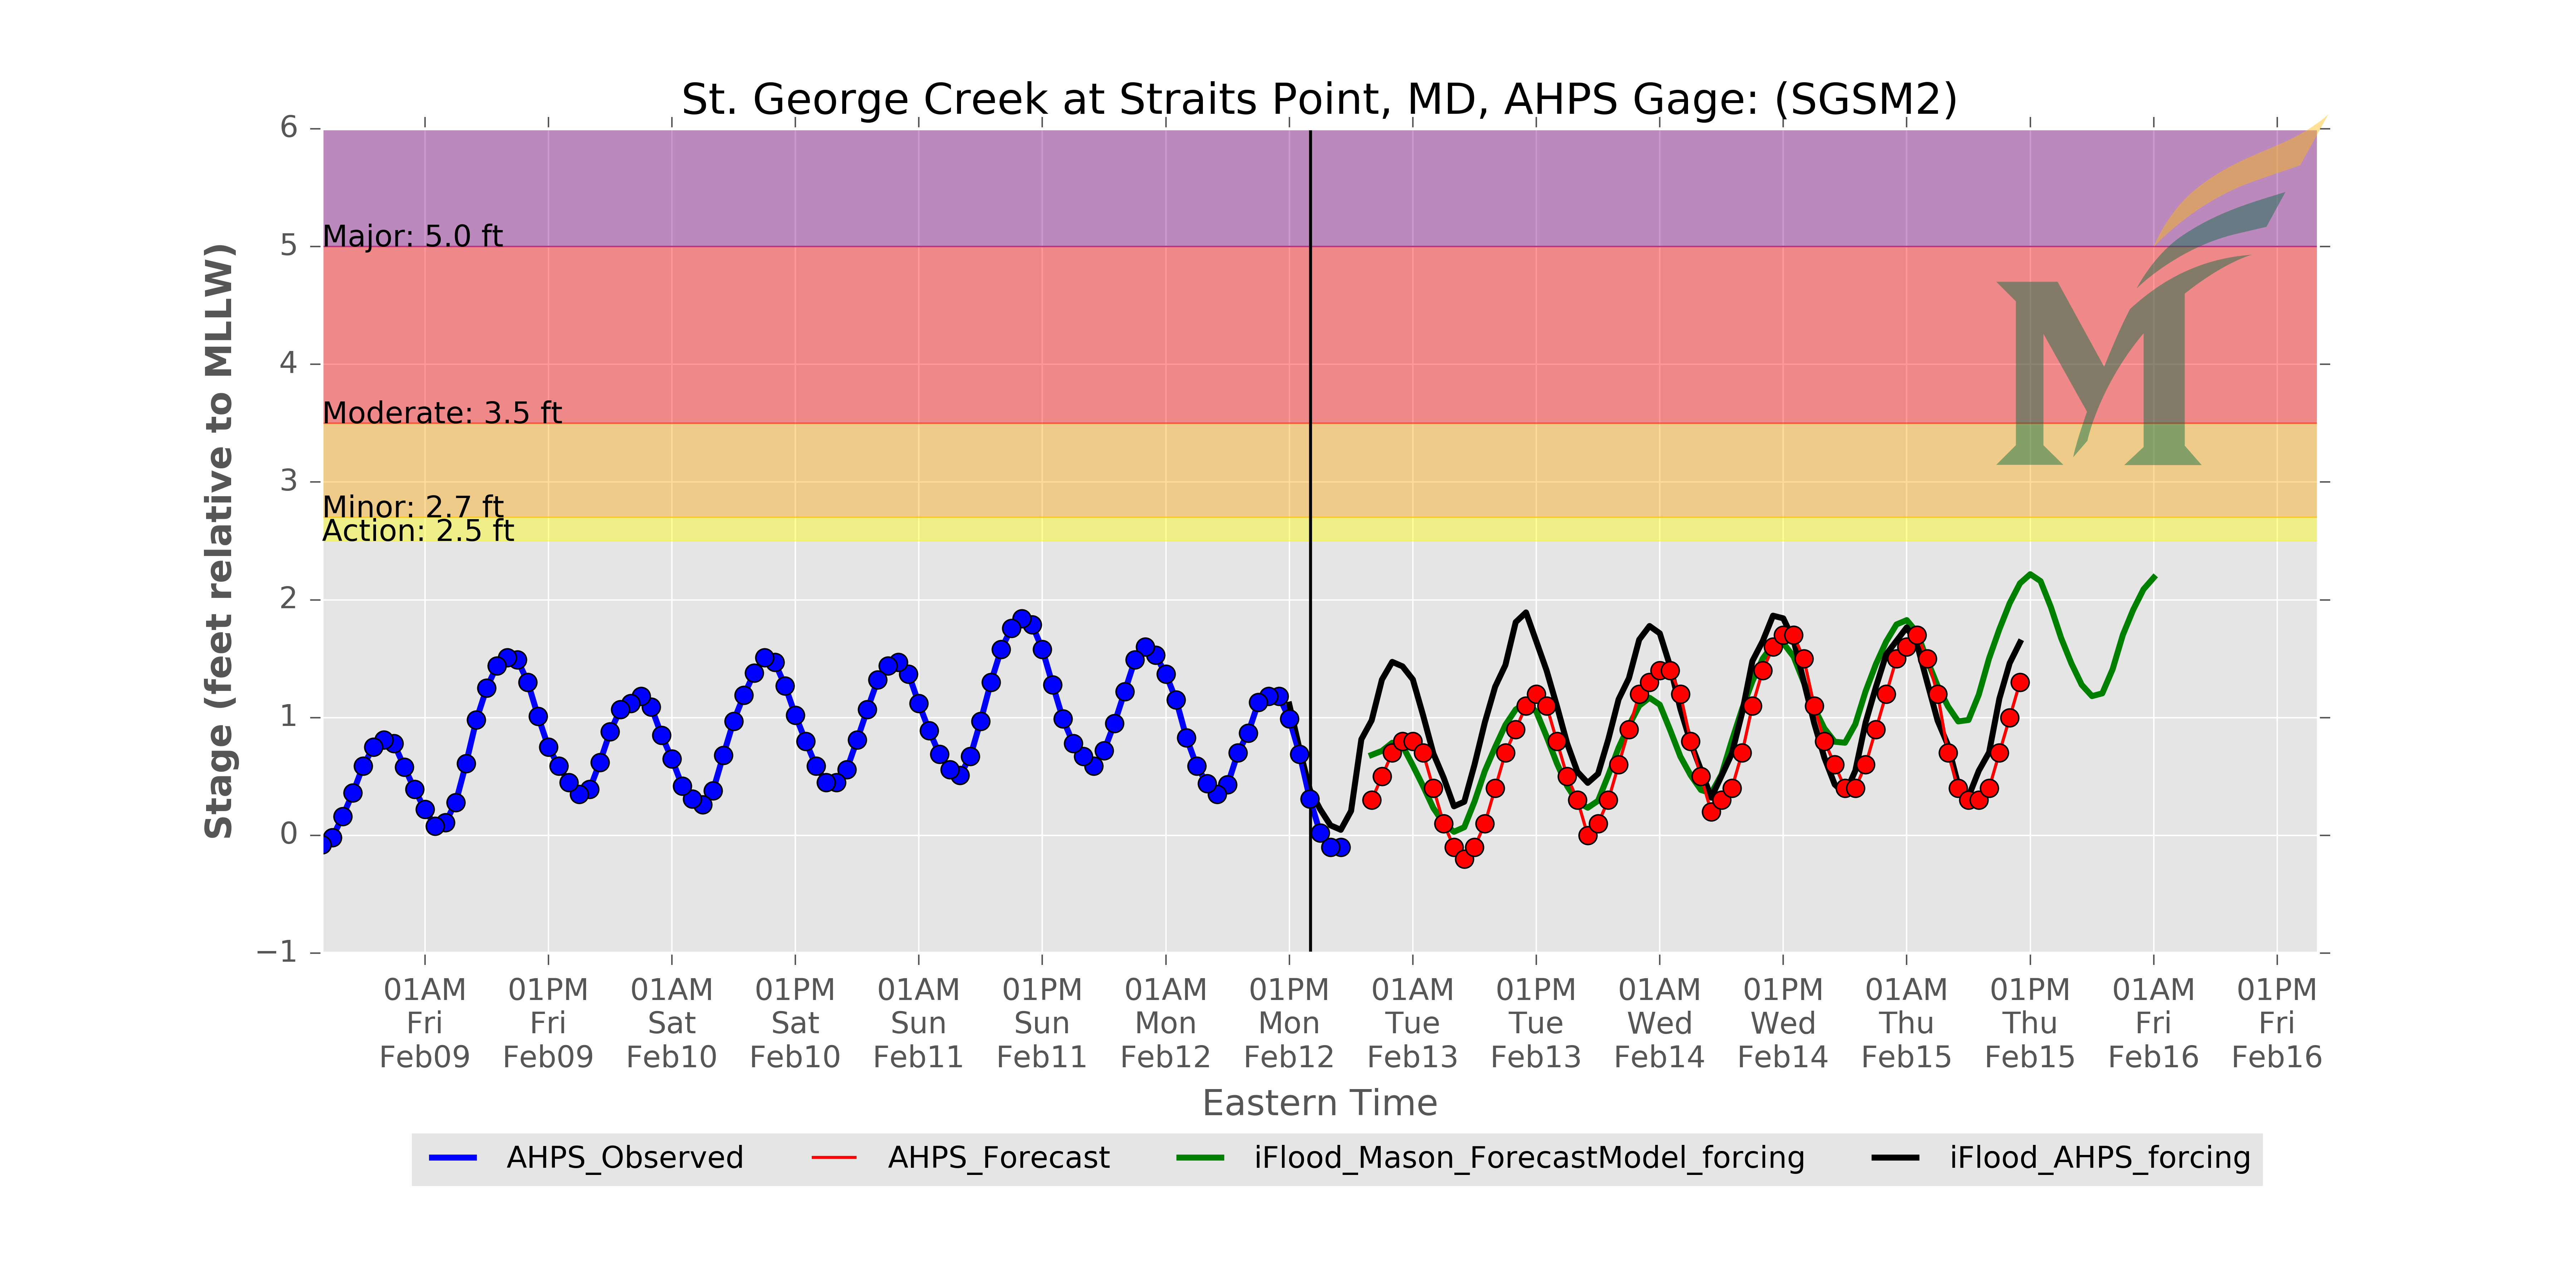 St. George Creek at Straits Point, MD, AHPS Gage: (SGSM2)
Stage (feet relative to MLLW)
6
5
4
3
2
1
0
−1
Major: 5.0 ft
Moderate: 3.5 ft
Minor: 2.7 ft
Action: 2.5 ft
M
01AM 01PM 01AM 01PM 01AM 01PM 01AM 01PM 01AM 01PM 01AM 01PM 01AM 01PM 01AM 01PM
Fri Fri Sat Sat Sun Sun Mon Mon Tue Tue Wed Wed Thu Thu Fri Fri
Feb09 Feb09 Feb10 Feb10 Feb11 Feb11 Feb12 Feb12 Feb13 Feb13 Feb14 Feb14 Feb15 Feb15 Feb16 Feb16
Eastern Time
AHPS_Observed AHPS_Forecast iFlood_Mason_ForecastModel_forcing iFlood_AHPS_forcing